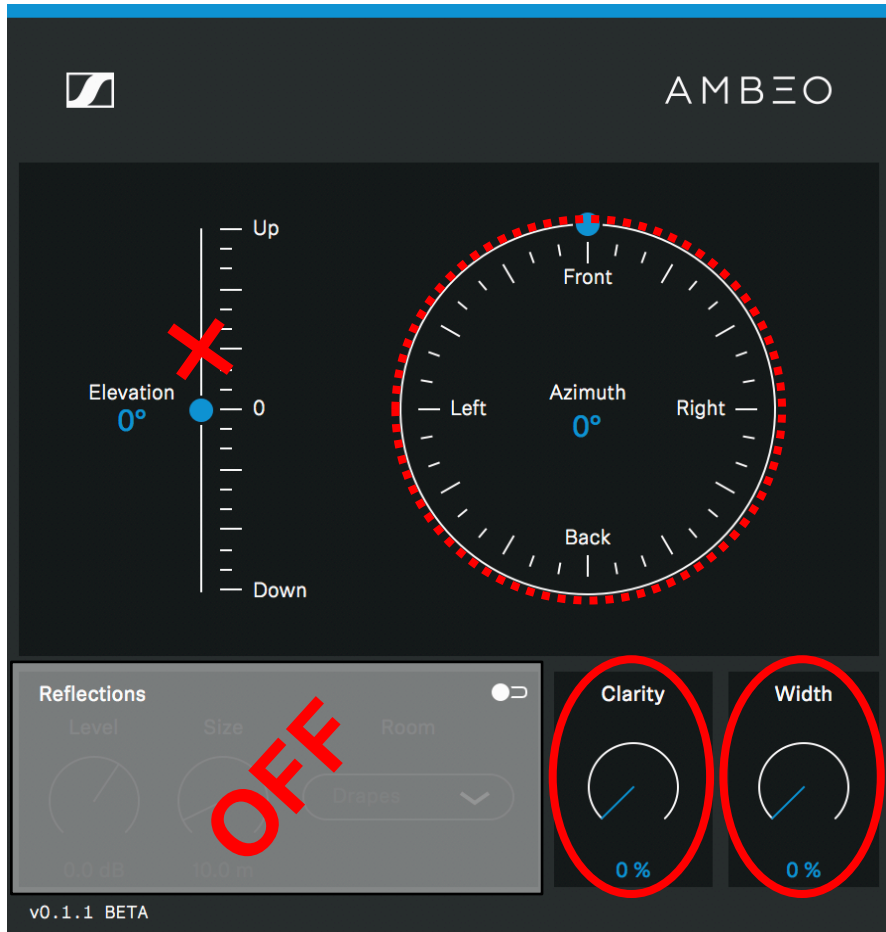 AMBEO
Up
Front
Elevation
0°
0
Left
Azimuth
0°
Right
Back
Down
Reflections
Level
Size
Room
Drapes
0.0 dB
10.0 m
OFF
Clarity
0 %
Width
0 %
v0.1.1 BETA